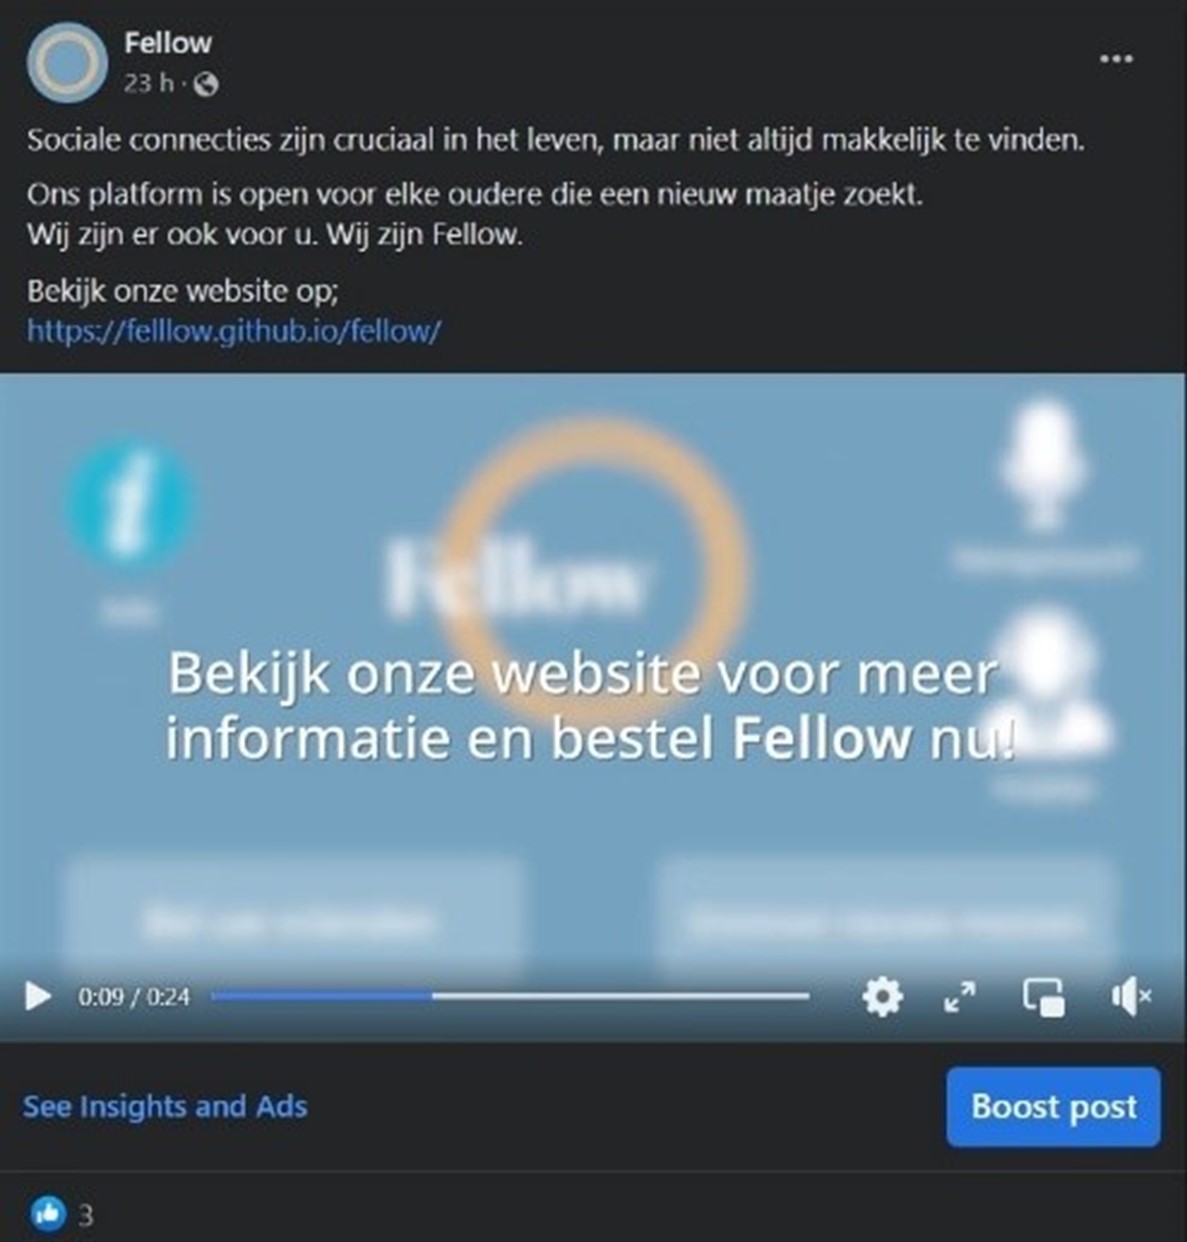 Fellow
23 h ·
Sociale connecties zijn cruciaal in het leven, maar niet altijd makkelijk te vinden.
Ons platform is open voor elke oudere die een nieuw maatje zoekt.
Wij zijn er ook voor u. Wij zijn Fellow.
Bekijk onze website op;
https://felllow.github.io/fellow/
i
Fellow
Bekijk onze website voor meer
informatie en bestel Fellow nu!
Bel uw vrienden
0:09 / 0:24
See Insights and Ads
Boost post
3